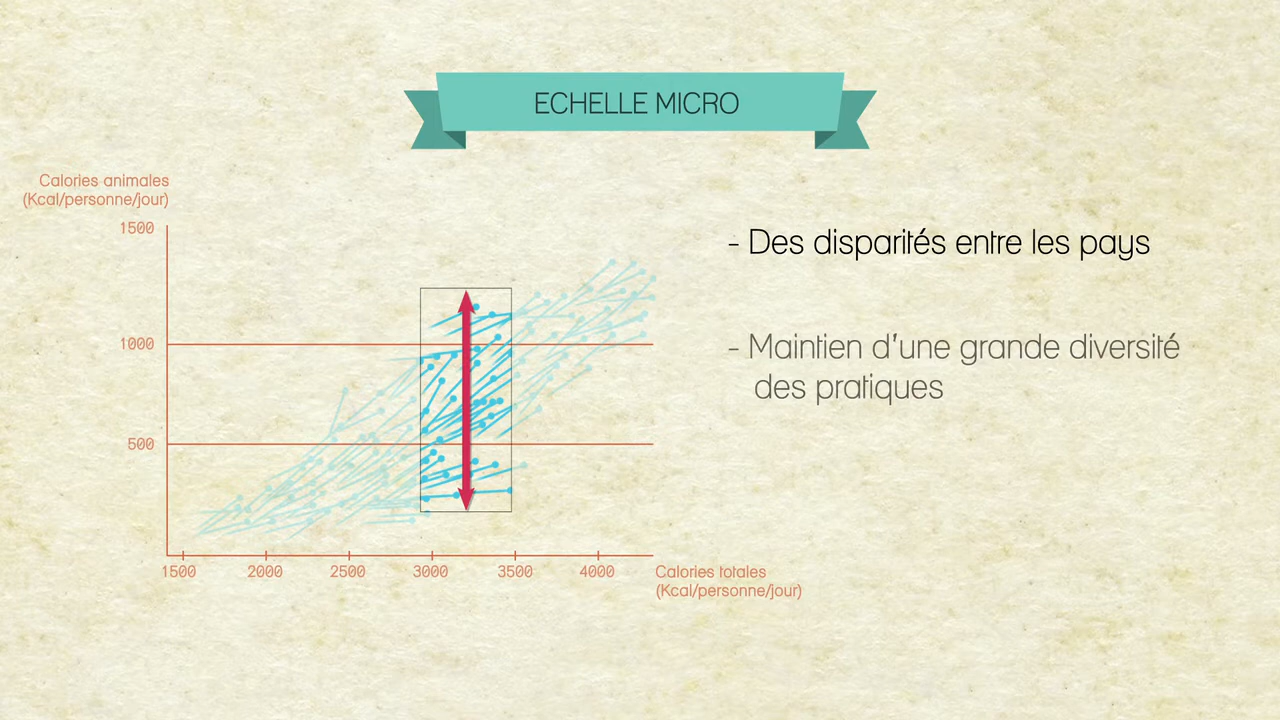 ECHELLE MICRO
Calories animales
(Kcal/personne/jour)
1500
1000
500
1500 2000 2500 3000 3500 4000
Calories totales
(Kcal/personne/jour)
- Des disparités entre les pays
- Maintien d'une grande diversité
des pratiques